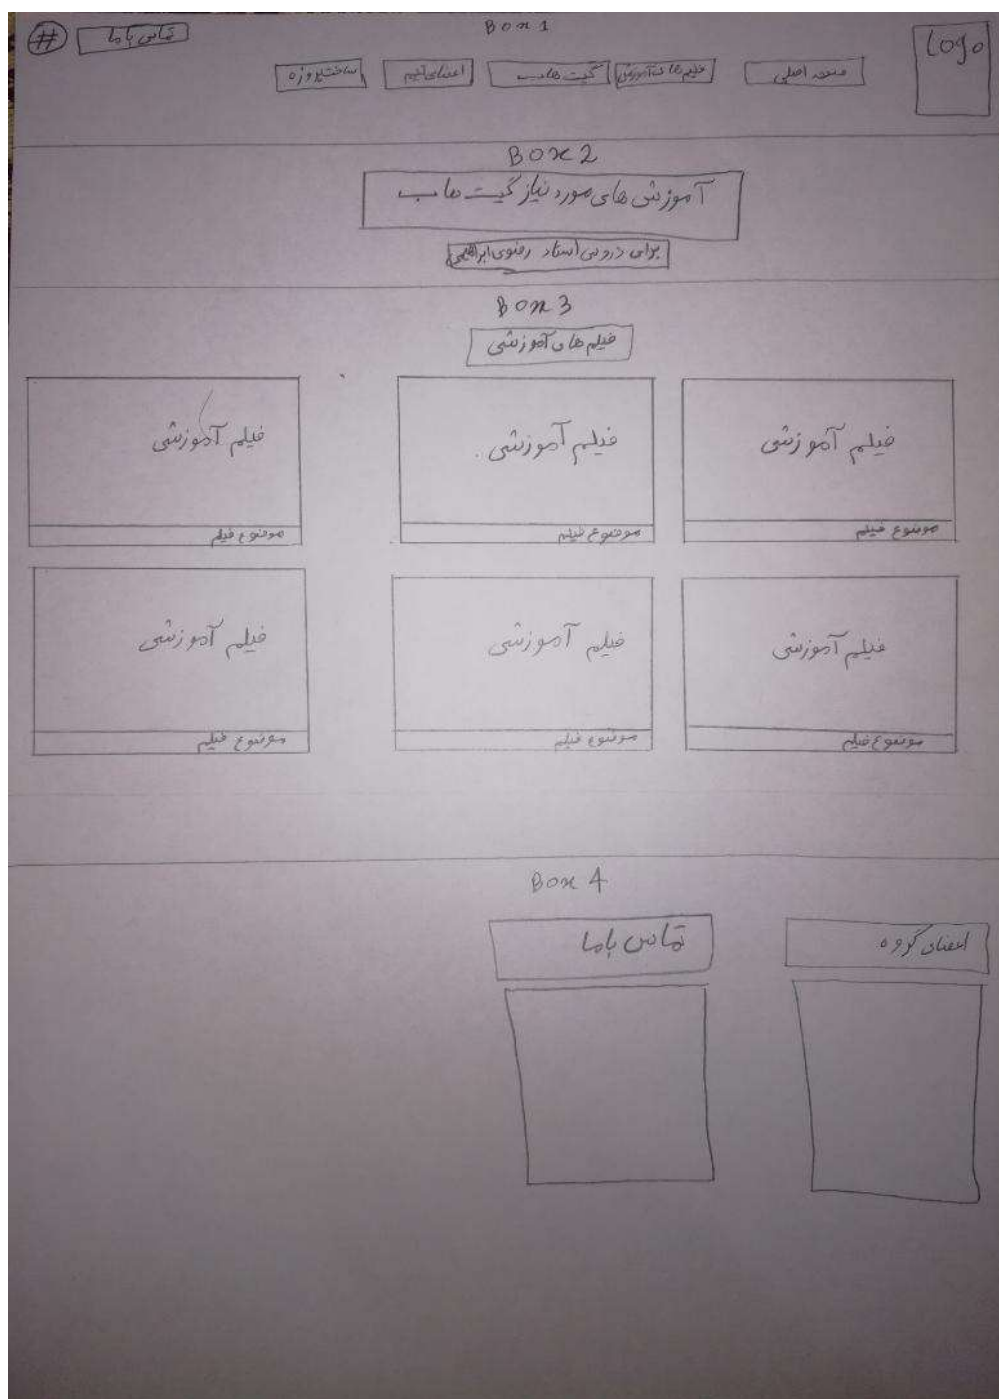 Box 1
Logo
تماس با ما
#
صفحه اصلی
فیلم های آموزشی
گیت هاب
اعضای تیم
ساخت پروژه
Box 2
آموزش های مورد نیاز گیت هاب
برای دروس استاد رضوی ابراهیمی
Box 3
فیلم های آموزشی
فیلم آموزشی
فیلم آموزشی
فیلم آموزشی
موضوع فیلم
موضوع فیلم
موضوع فیلم
فیلم آموزشی
فیلم آموزشی
فیلم آموزشی
موضوع فیلم
موضوع فیلم
موضوع فیلم
Box 4
اعضای گروه
تماس با ما